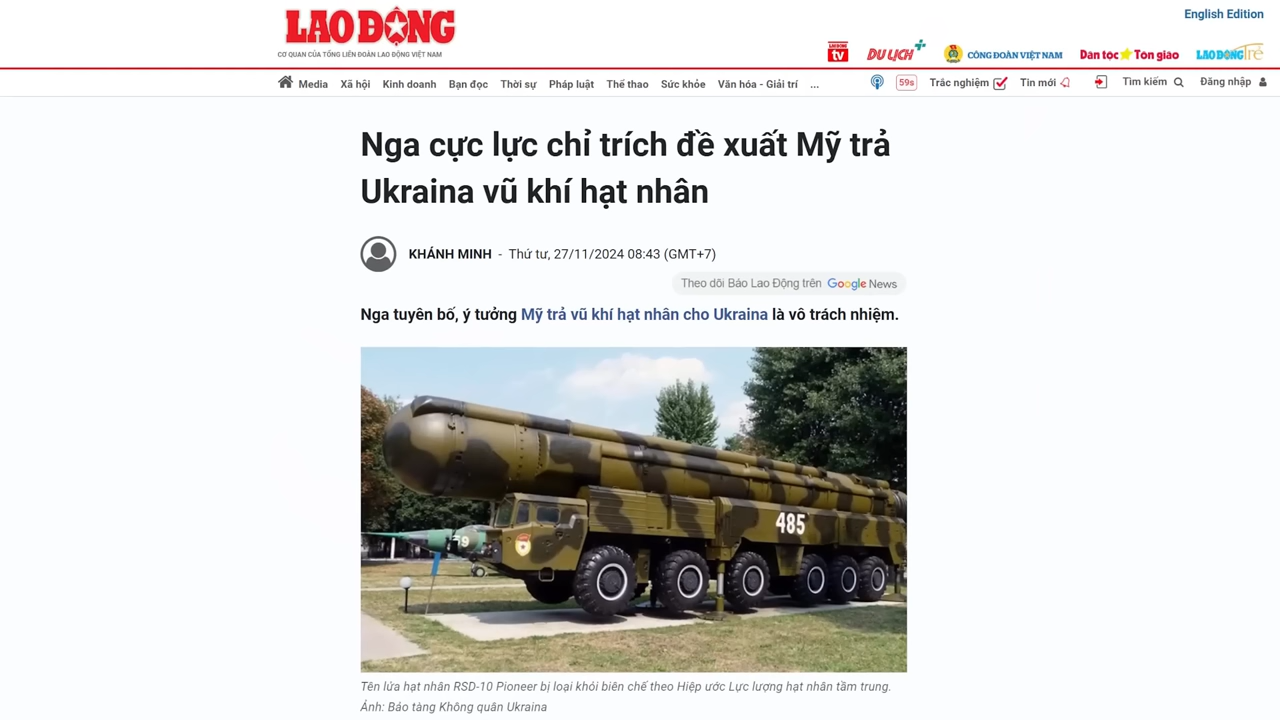 English Edition
LAO ĐỘNG
CƠ QUAN CỦA TỔNG LIÊN ĐOÀN LAO ĐỘNG VIỆT NAM
LAO ĐỘNG tv DU LỊCH+ CÔNG ĐOÀN VIỆT NAM Dân tộc Tôn giáo LAO ĐỘNG Trẻ
Media Xã hội Kinh doanh Bạn đọc Thời sự Pháp luật Thể thao Sức khỏe Văn hóa - Giải trí ... 59s Trắc nghiệm Tin mới Tìm kiếm Đăng nhập
Nga cực lực chỉ trích đề xuất Mỹ trả
Ukraina vũ khí hạt nhân
KHÁNH MINH - Thứ tư, 27/11/2024 08:43 (GMT+7)
Theo dõi Báo Lao Động trên Google News
Nga tuyên bố, ý tưởng Mỹ trả vũ khí hạt nhân cho Ukraina là vô trách nhiệm.
485
Tên lửa hạt nhân RSD-10 Pioneer bị loại khỏi biên chế theo Hiệp ước Lực lượng hạt nhân tầm trung.
Ảnh: Bảo tàng Không quân Ukraina